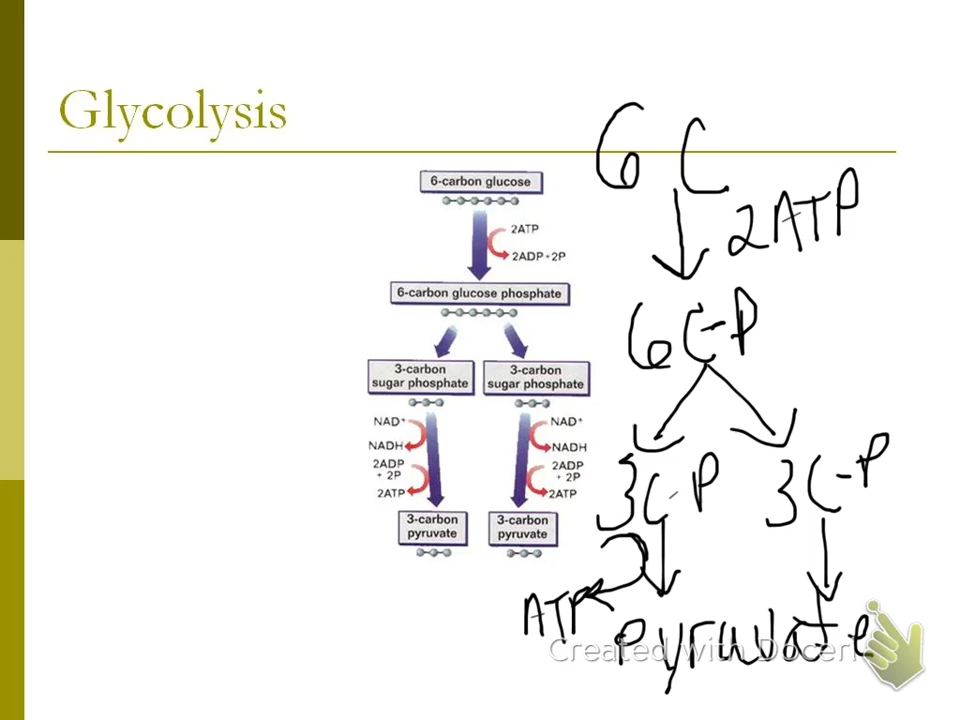 Glycolysis
6-carbon glucose
2ATP
2ADP+2P
6-carbon glucose phosphate
3-carbon
sugar phosphate
3-carbon
sugar phosphate
NAD+
NADH
2ADP
+ 2P
2ATP
NAD+
NADH
2ADP
+ 2P
2ATP
3-carbon
pyruvate
3-carbon
pyruvate
6 C
2ATP
6C-P
3C-P
3C-P
ATP
Pyruvate
Created with Doceri